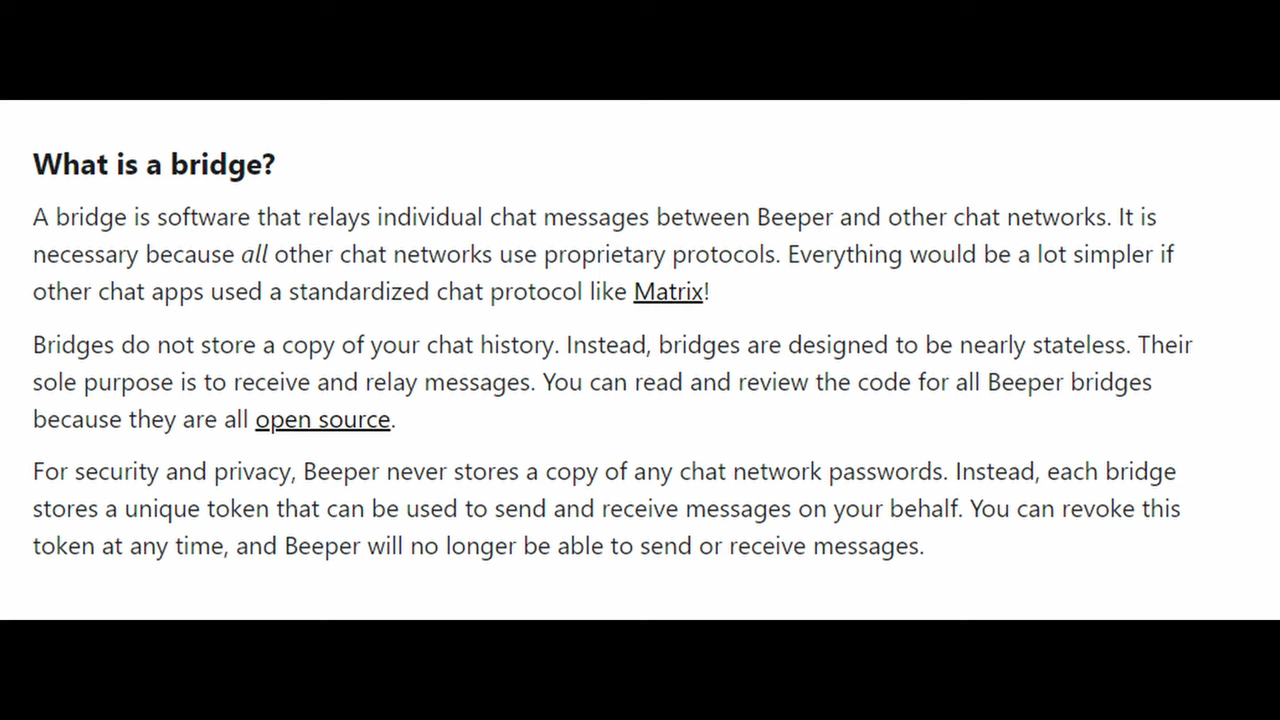 What is a bridge?
A bridge is software that relays individual chat messages between Beeper and other chat networks. It is
necessary because all other chat networks use proprietary protocols. Everything would be a lot simpler if
other chat apps used a standardized chat protocol like Matrix!
Bridges do not store a copy of your chat history. Instead, bridges are designed to be nearly stateless. Their
sole purpose is to receive and relay messages. You can read and review the code for all Beeper bridges
because they are all open source.
For security and privacy, Beeper never stores a copy of any chat network passwords. Instead, each bridge
stores a unique token that can be used to send and receive messages on your behalf. You can revoke this
token at any time, and Beeper will no longer be able to send or receive messages.